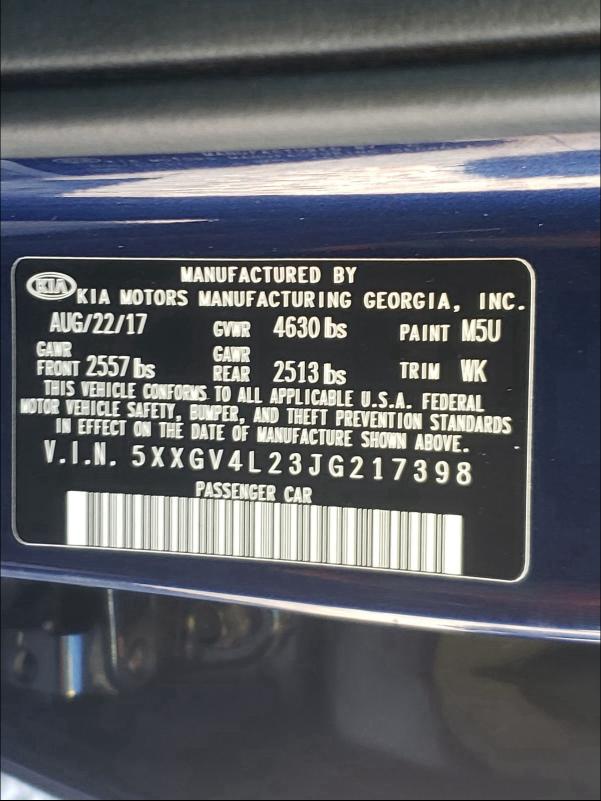 MANUFACTURED BY
KIA KIA MOTORS MANUFACTURING GEORGIA, INC.
AUG/22/17 GVWR 4630 lbs PAINT M5U
GAWR FRONT 2557 lbs GAWR REAR 2513 lbs TRIM WK
THIS VEHICLE CONFORMS TO ALL APPLICABLE U.S.A. FEDERAL
MOTOR VEHICLE SAFETY, BUMPER, AND THEFT PREVENTION STANDARDS
IN EFFECT ON THE DATE OF MANUFACTURE SHOWN ABOVE.
V.I.N. 5XXGV4L23JG217398
PASSENGER CAR